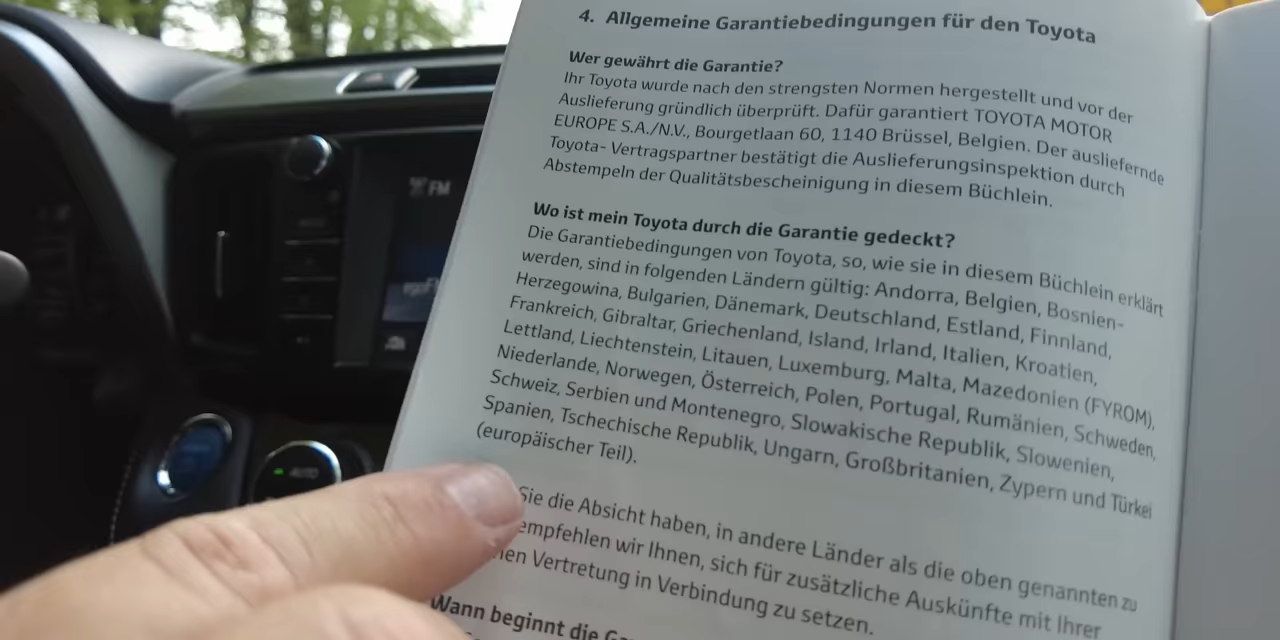 4. Allgemeine Garantiebedingungen für den Toyota
Wer gewährt die Garantie?
Ihr Toyota wurde nach den strengsten Normen hergestellt und vor der
Auslieferung gründlich überprüft. Dafür garantiert TOYOTA MOTOR
EUROPE S.A./N.V., Bourgetlaan 60, 1140 Brüssel, Belgien. Der ausliefernde
Toyota- Vertragspartner bestätigt die Auslieferungsinspektion durch
Abstempeln der Qualitätsbescheinigung in diesem Büchlein.
Wo ist mein Toyota durch die Garantie gedeckt?
Die Garantiebedingungen von Toyota, so, wie sie in diesem Büchlein erklärt
werden, sind in folgenden Ländern gültig: Andorra, Belgien, Bosnien-
Herzegowina, Bulgarien, Dänemark, Deutschland, Estland, Finnland,
Frankreich, Gibraltar, Griechenland, Island, Irland, Italien, Kroatien,
Lettland, Liechtenstein, Litauen, Luxemburg, Malta, Mazedonien (FYROM),
Niederlande, Norwegen, Österreich, Polen, Portugal, Rumänien, Schweden,
Schweiz, Serbien und Montenegro, Slowakische Republik, Slowenien,
Spanien, Tschechische Republik, Ungarn, Großbritanien, Zypern und Türkei
(europäischer Teil).
Sie die Absicht haben, in andere Länder als die oben genannten zu
empfehlen wir Ihnen, sich für zusätzliche Auskünfte mit Ihrer
Vertretung in Verbindung zu setzen.
Wann beginnt die
FM
AUTO